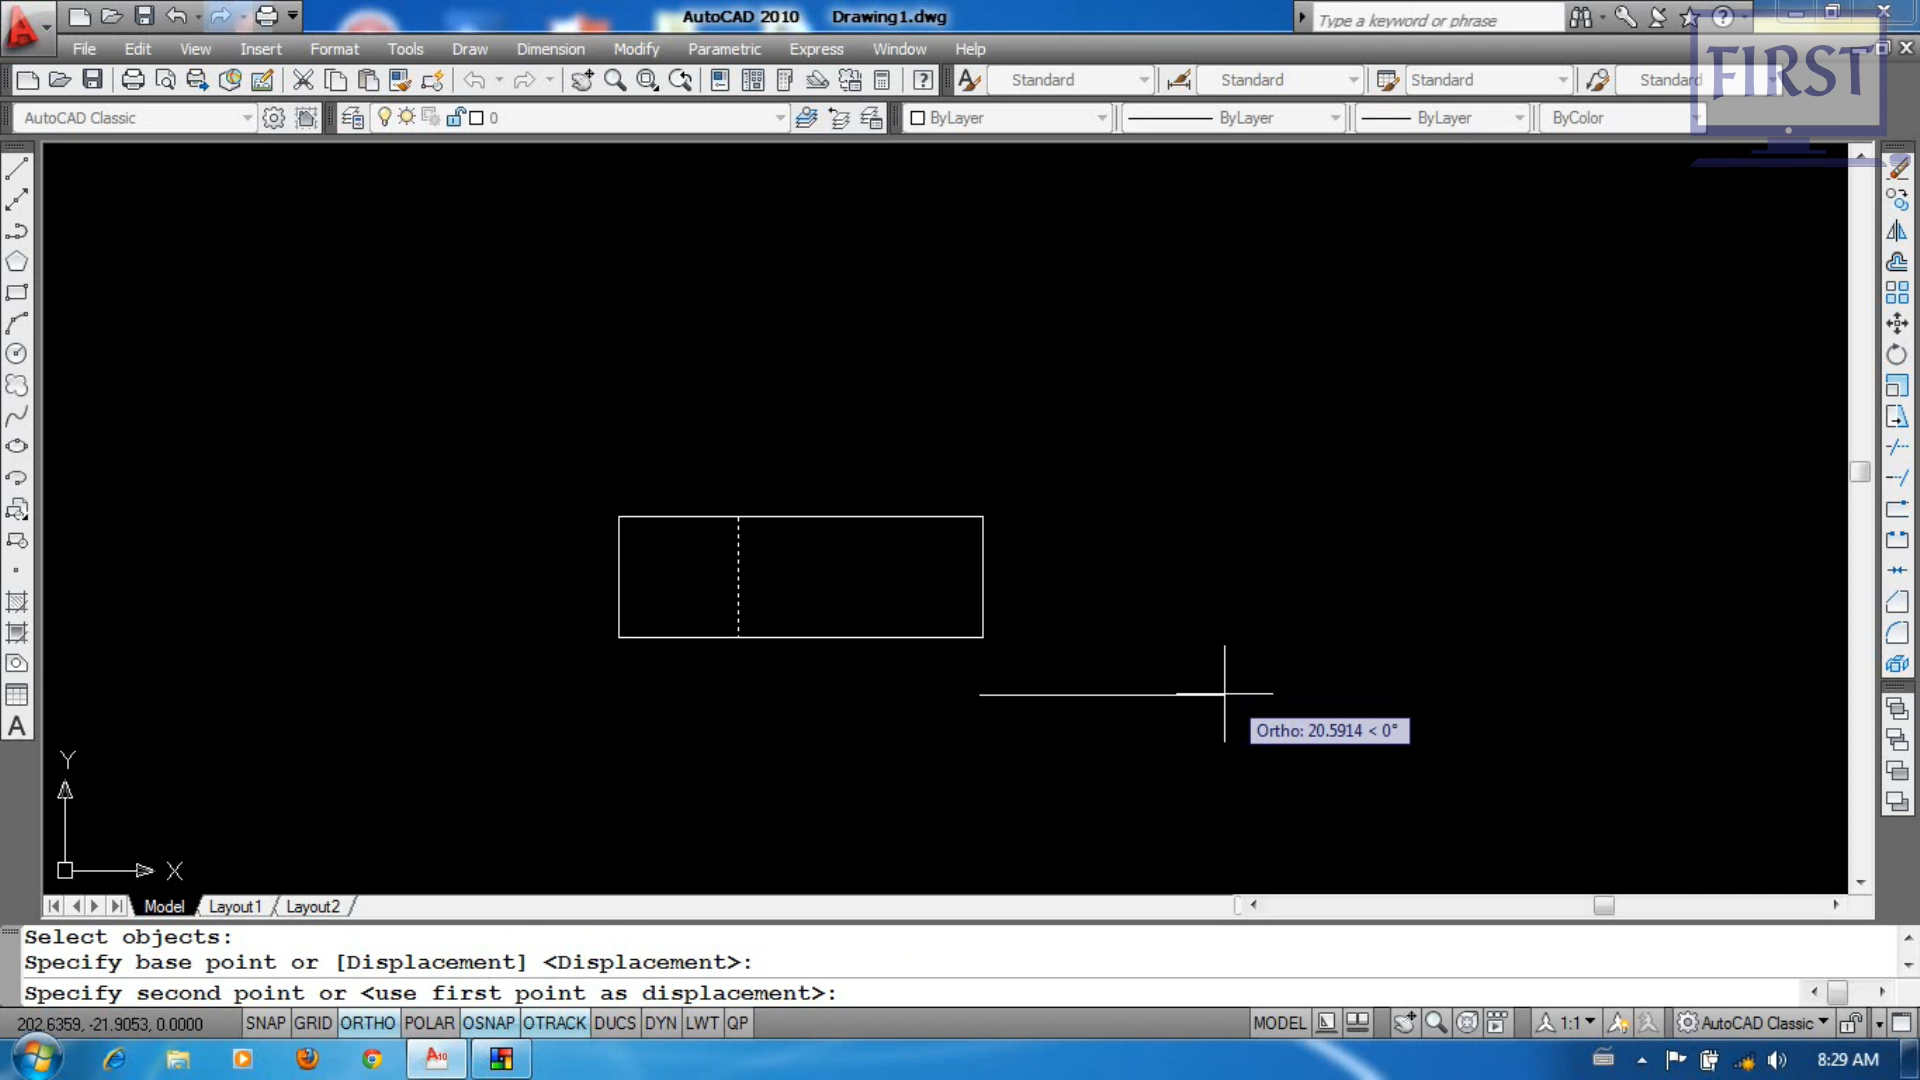 AutoCAD 2010 Drawing1.dwg
Type a keyword or phrase
File Edit View Insert Format Tools Draw Dimension Modify Parametric Express Window Help
FIRST
Standard Standard Standard Standard
AutoCAD Classic 0 ByLayer ByLayer ByLayer ByColor
A
Ortho: 20.5914 < 0°
Y
X
Model Layout1 Layout2
Select objects:
Specify base point or [Displacement] <Displacement>:
Specify second point or <use first point as displacement>:
202.6359, -21.9053, 0.0000 SNAP GRID ORTHO POLAR OSNAP OTRACK DUCS DYN LWT QP MODEL 1:1 AutoCAD Classic
A10
8:29 AM